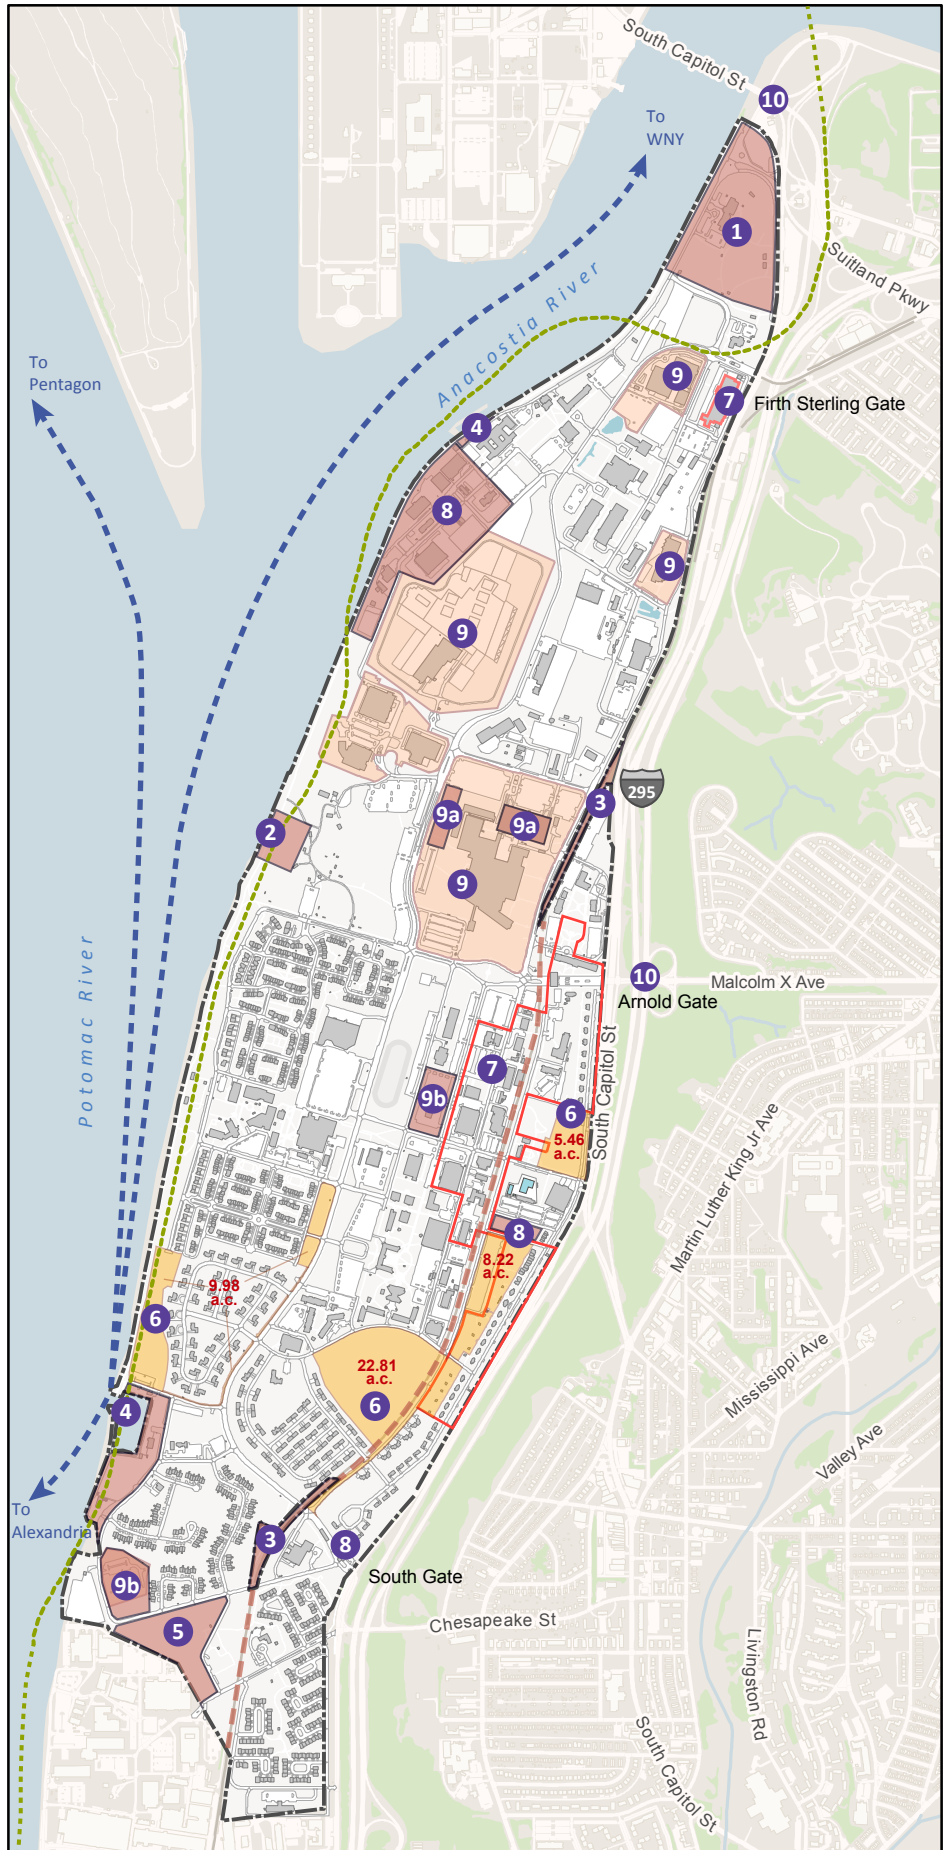 South Capitol St
10
To
WNY
1
Suitland Pkwy
Anacostia River
To
Pentagon
9
7
Firth Sterling Gate
4
8
9
9
3
295
9a
9a
2
9
Potomac River
10
Malcolm X Ave
Arnold Gate
South Capitol St
7
9b
6
5.46
a.c.
Martin Luther King Jr Ave
8
8.22
a.c.
9.98
a.c.
6
22.81
a.c.
6
Mississippi Ave
4
Valley Ave
To
Alexandria
3
8
South Gate
9b
5
Chesapeake St
Livingston Rd
South Capitol St